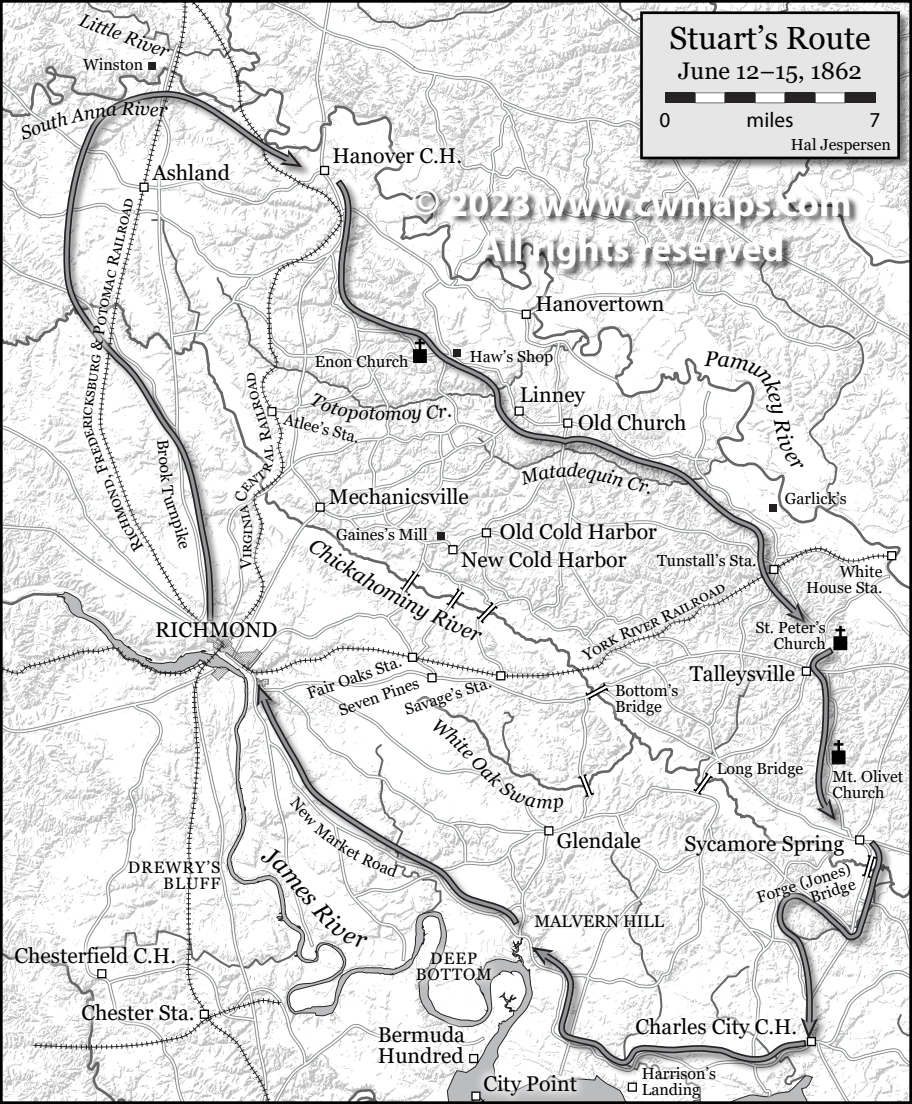 Stuart's Route
June 12–15, 1862
0 miles 7
Hal Jespersen
Little River
Winston
South Anna River
Hanover C.H.
Ashland
© 2023 www.cwmaps.com
All rights reserved
RICHMOND, FREDERICKSBURG & POTOMAC RAILROAD
Hanovertown
Enon Church
Haw's Shop
Pamunkey River
Linney
Totopotomoy Cr.
Old Church
Atlee's Sta.
VIRGINIA CENTRAL RAILROAD
Brook Turnpike
Matadequin Cr.
Mechanicsville
Garlick's
Gaines's Mill
Old Cold Harbor
New Cold Harbor
Chickahominy River
Tunstall's Sta.
White
House Sta.
YORK RIVER RAILROAD
RICHMOND
St. Peter's
Church
Fair Oaks Sta.
Seven Pines
Savage's Sta.
Talleysville
Bottom's
Bridge
White Oak Swamp
Long Bridge
Mt. Olivet
Church
New Market Road
Glendale
Sycamore Spring
DREWRY'S
BLUFF
James River
Forge (Jones)
Bridge
MALVERN HILL
Chesterfield C.H.
DEEP
BOTTOM
Chester Sta.
Charles City C.H.
Bermuda
Hundred
Harrison's
Landing
City Point